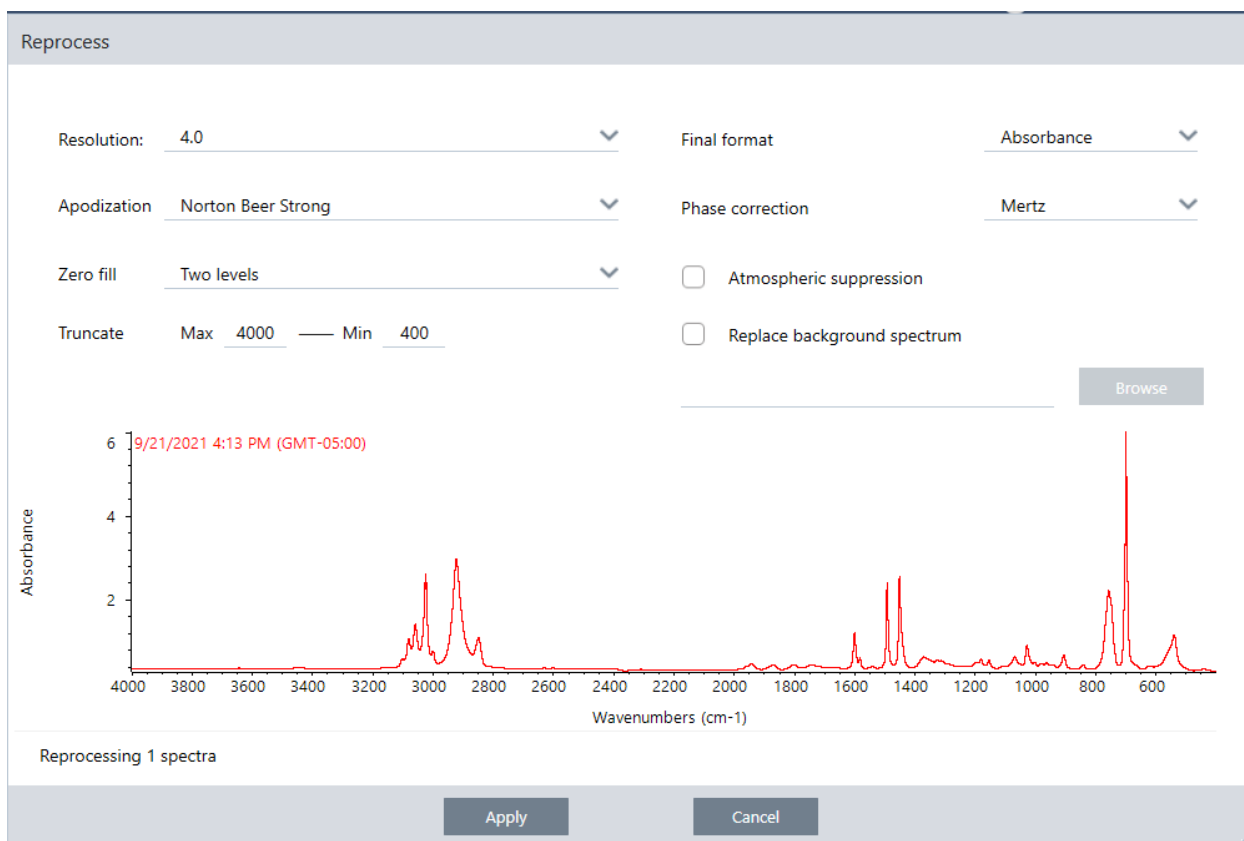 Reprocess
Resolution: 4.0 Final format Absorbance
Apodization Norton Beer Strong Phase correction Mertz
Zero fill Two levels Atmospheric suppression
Truncate Max 4000 Min 400 Replace background spectrum
Browse
6 9/21/2021 4:13 PM (GMT-05:00)
4
Absorbance
2
4000 3800 3600 3400 3200 3000 2800 2600 2400 2200 2000 1800 1600 1400 1200 1000 800 600
Wavenumbers (cm-1)
Reprocessing 1 spectra
Apply Cancel